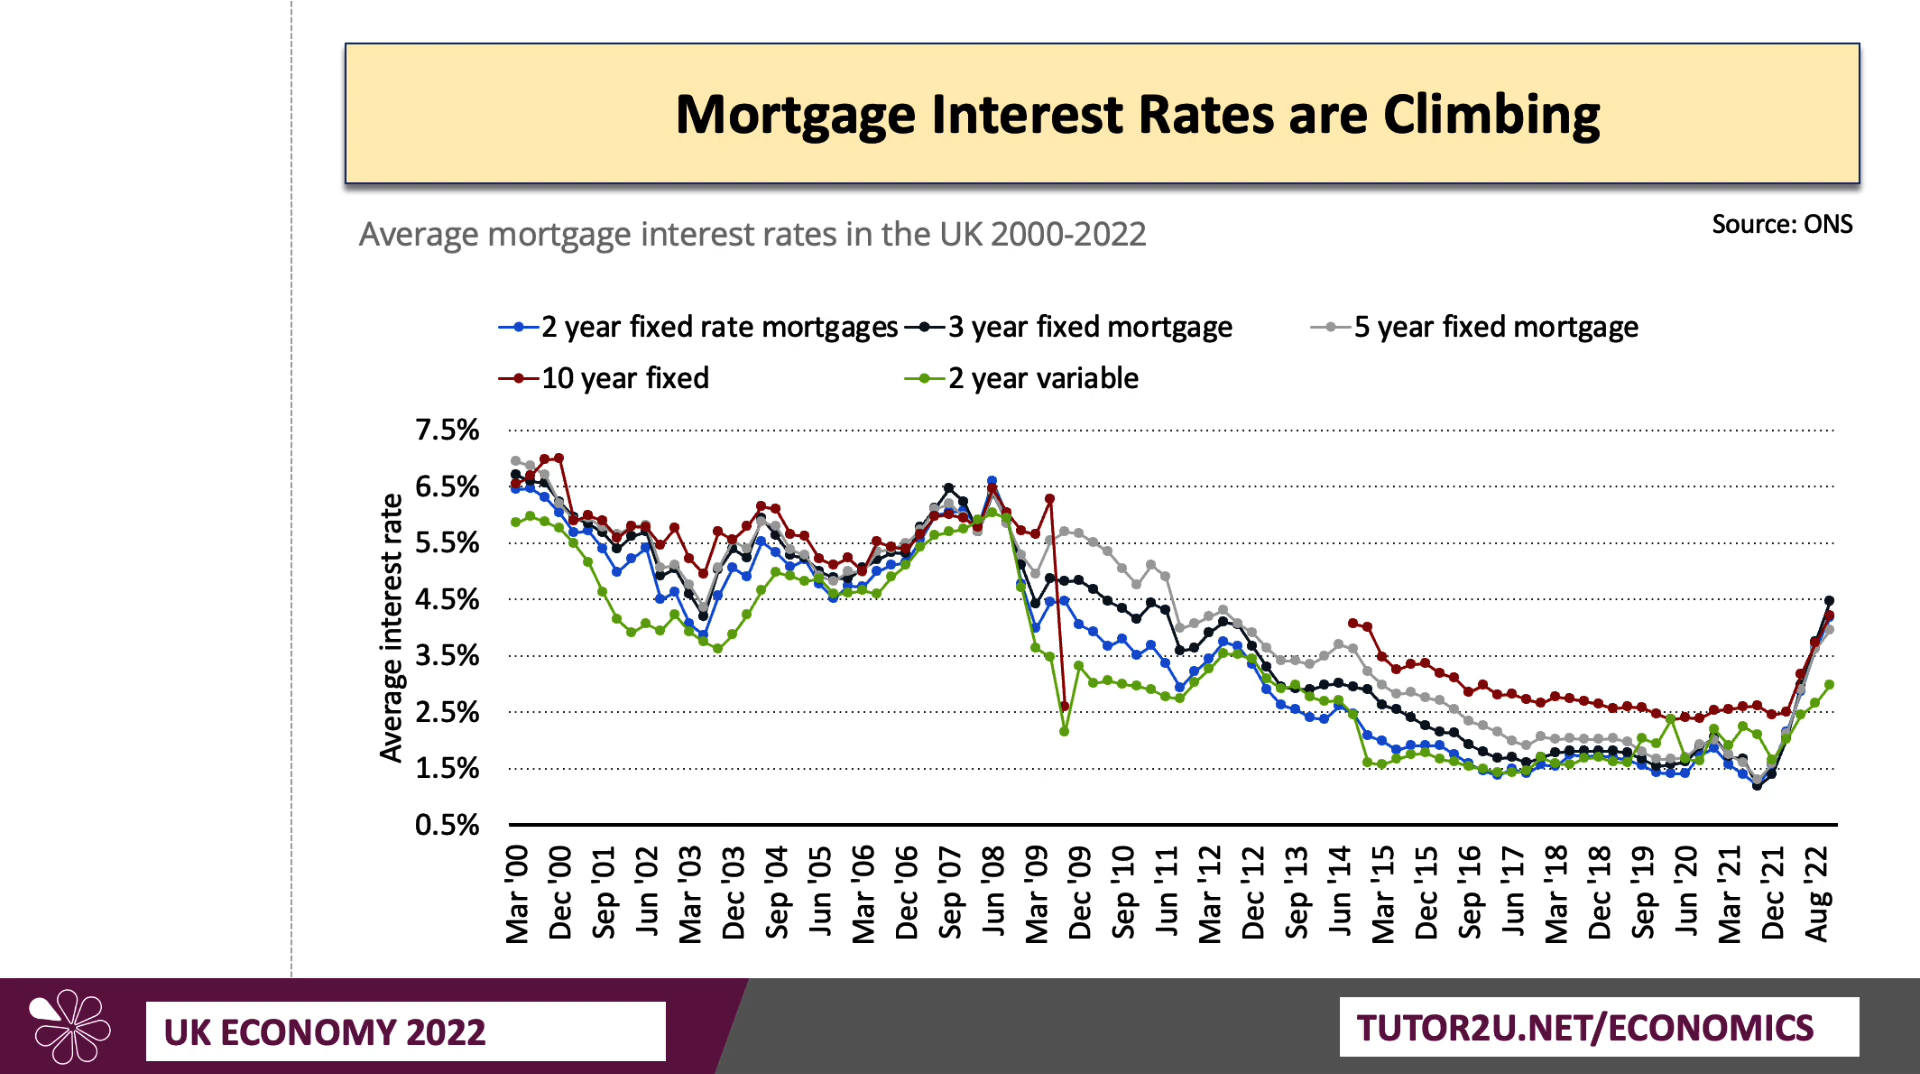 Mortgage Interest Rates are Climbing
Average mortgage interest rates in the UK 2000-2022
Source: ONS
2 year fixed rate mortgages
3 year fixed mortgage
5 year fixed mortgage
10 year fixed
2 year variable
Average interest rate
7.5%
6.5%
5.5%
4.5%
3.5%
2.5%
1.5%
0.5%
Mar '00
Dec '00
Sep '01
Jun '02
Mar '03
Dec '03
Sep '04
Jun '05
Mar '06
Dec '06
Sep '07
Jun '08
Mar '09
Dec '09
Sep '10
Jun '11
Mar '12
Dec '12
Sep '13
Jun '14
Mar '15
Dec '15
Sep '16
Jun '17
Mar '18
Dec '18
Sep '19
Jun '20
Mar '21
Dec '21
Aug '22
UK ECONOMY 2022
TUTOR2U.NET/ECONOMICS